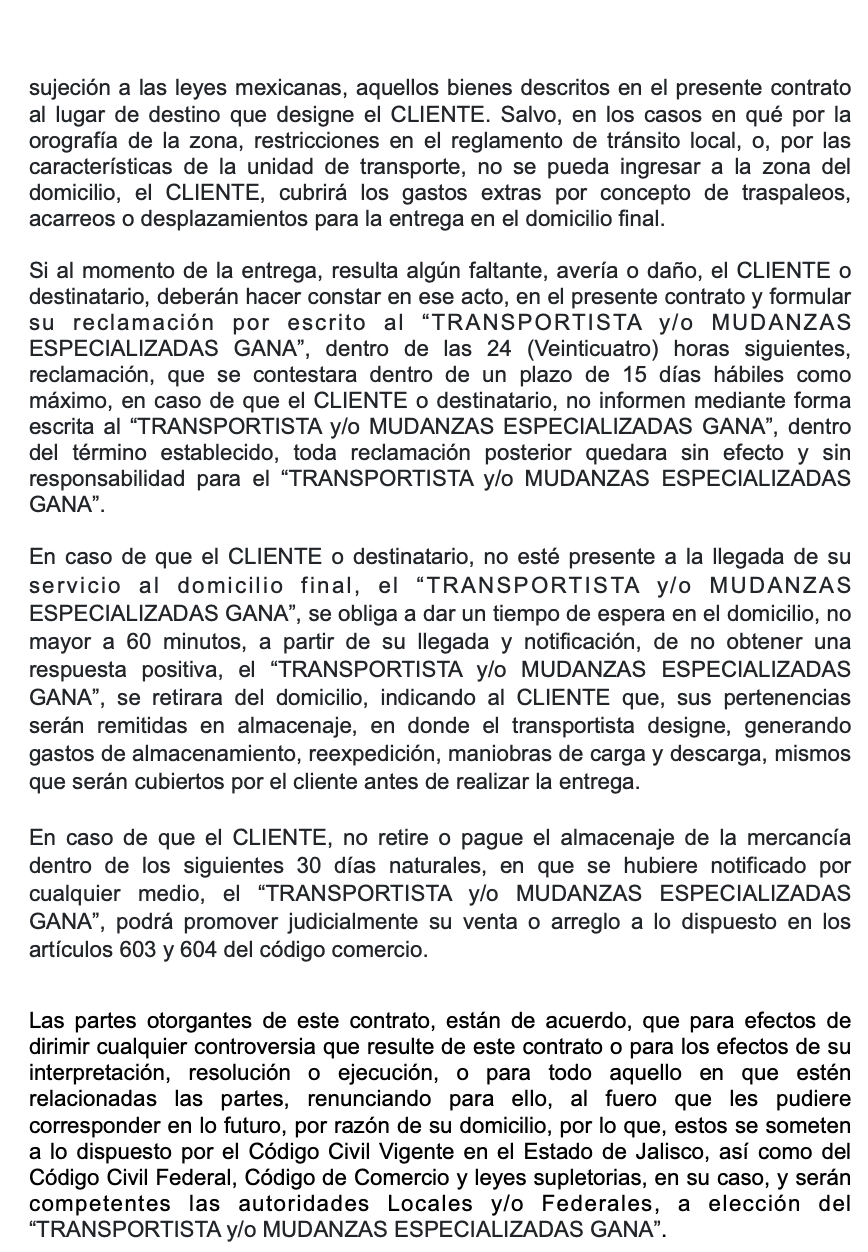 sujeción a las leyes mexicanas, aquellos bienes descritos en el presente contrato
al lugar de destino que designe el CLIENTE. Salvo, en los casos en qué por la
orografía de la zona, restricciones en el reglamento de tránsito local, o, por las
características de la unidad de transporte, no se pueda ingresar a la zona del
domicilio, el CLIENTE, cubrirá los gastos extras por concepto de traspaleos,
acarreos o desplazamientos para la entrega en el domicilio final.
Si al momento de la entrega, resulta algún faltante, avería o daño, el CLIENTE o
destinatario, deberán hacer constar en ese acto, en el presente contrato y formular
su reclamación por escrito al “TRANSPORTISTA y/o MUDANZAS
ESPECIALIZADAS GANA”, dentro de las 24 (Veinticuatro) horas siguientes,
reclamación, que se contestara dentro de un plazo de 15 días hábiles como
máximo, en caso de que el CLIENTE o destinatario, no informen mediante forma
escrita al “TRANSPORTISTA y/o MUDANZAS ESPECIALIZADAS GANA”, dentro
del término establecido, toda reclamación posterior quedara sin efecto y sin
responsabilidad para el “TRANSPORTISTA y/o MUDANZAS ESPECIALIZADAS
GANA”.
En caso de que el CLIENTE o destinatario, no esté presente a la llegada de su
servicio al domicilio final, el “TRANSPORTISTA y/o MUDANZAS
ESPECIALIZADAS GANA”, se obliga a dar un tiempo de espera en el domicilio, no
mayor a 60 minutos, a partir de su llegada y notificación, de no obtener una
respuesta positiva, el “TRANSPORTISTA y/o MUDANZAS ESPECIALIZADAS
GANA”, se retirara del domicilio, indicando al CLIENTE que, sus pertenencias
serán remitidas en almacenaje, en donde el transportista designe, generando
gastos de almacenamiento, reexpedición, maniobras de carga y descarga, mismos
que serán cubiertos por el cliente antes de realizar la entrega.
En caso de que el CLIENTE, no retire o pague el almacenaje de la mercancía
dentro de los siguientes 30 días naturales, en que se hubiere notificado por
cualquier medio, el “TRANSPORTISTA y/o MUDANZAS ESPECIALIZADAS
GANA”, podrá promover judicialmente su venta o arreglo a lo dispuesto en los
artículos 603 y 604 del código comercio.
Las partes otorgantes de este contrato, están de acuerdo, que para efectos de
dirimir cualquier controversia que resulte de este contrato o para los efectos de su
interpretación, resolución o ejecución, o para todo aquello en que estén
relacionadas las partes, renunciando para ello, al fuero que les pudiere
corresponder en lo futuro, por razón de su domicilio, por lo que, estos se someten
a lo dispuesto por el Código Civil Vigente en el Estado de Jalisco, así como del
Código Civil Federal, Código de Comercio y leyes supletorias, en su caso, y serán
competentes las autoridades Locales y/o Federales, a elección del
“TRANSPORTISTA y/o MUDANZAS ESPECIALIZADAS GANA”.